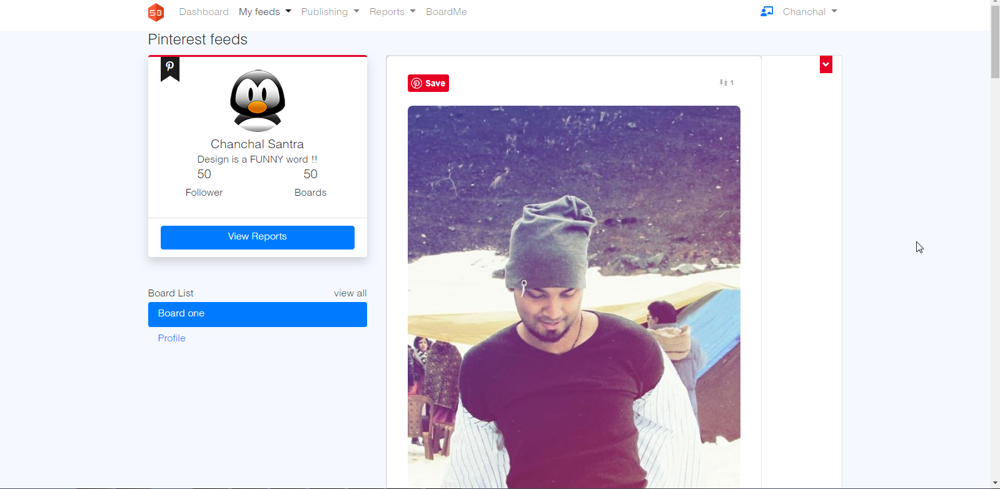 SB Dashboard My feeds Publishing Reports BoardMe Chanchal
Pinterest feeds
Save
1
Chanchal Santra
Design is a FUNNY word !!
50 50
Follower Boards
View Reports
Board List view all
Board one
Profile